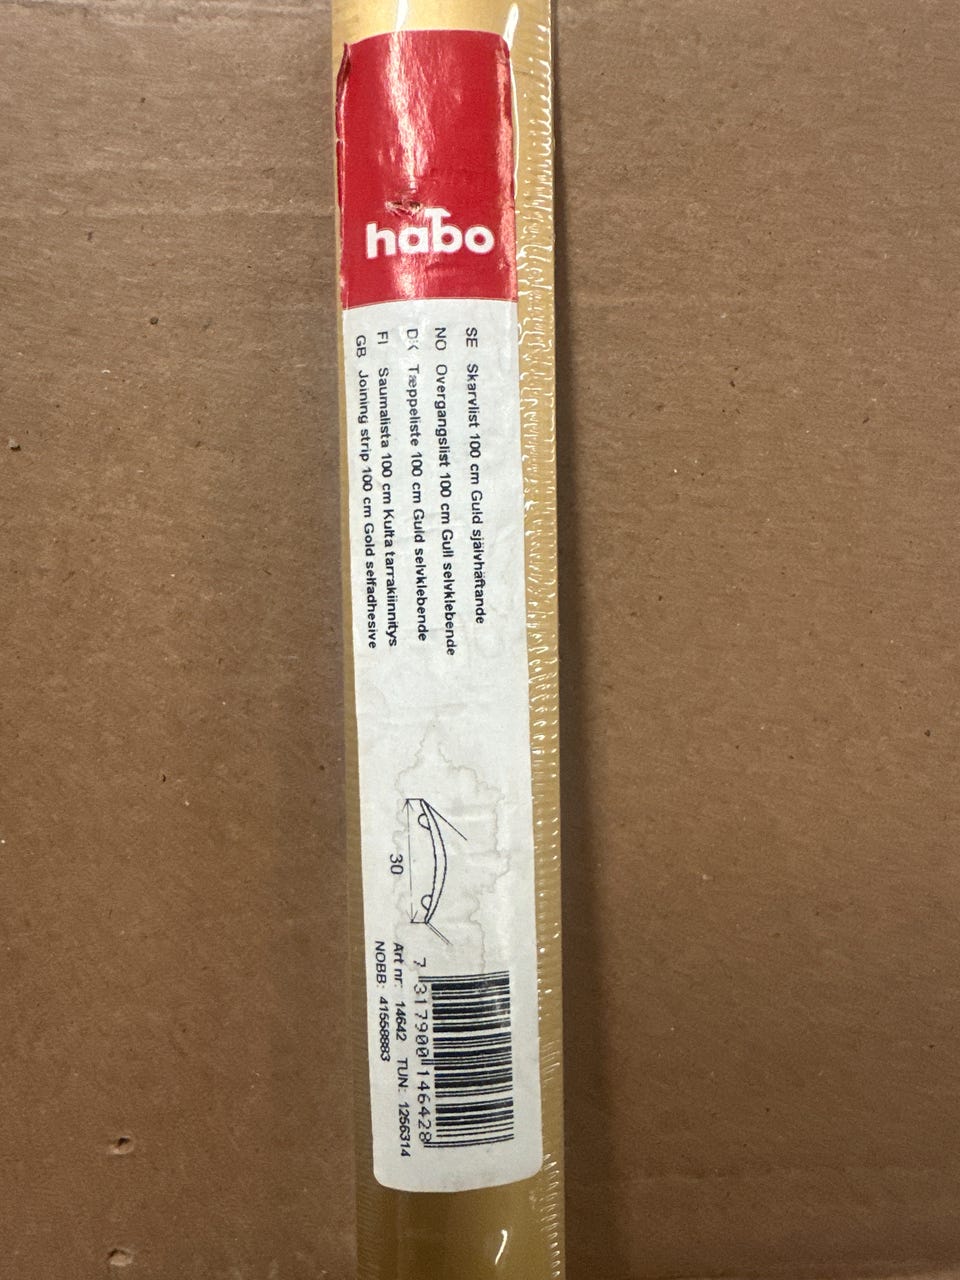 habo
SE Skarvlist 100 cm Guld självhäftande
NO Overgangslist 100 cm Gull selvklebende
DK Tæppeliste 100 cm Guld selvklebende
FI Saumalista 100 cm Kulta tarrakiinnitys
GB Joining strip 100 cm Gold selfadhesive
30
7 317900 146428
Art nr: 14642 TUN: 1256314
NOBB: 41558883